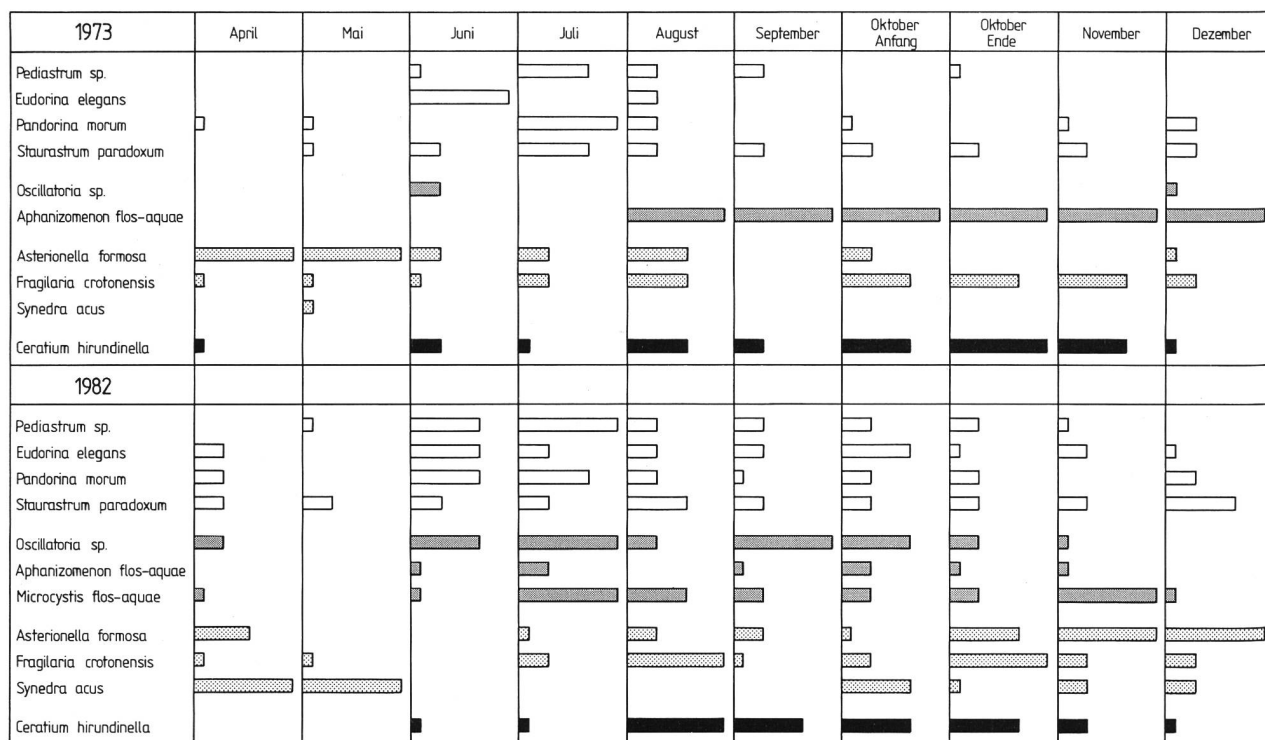 1973 April Mai Juni Juli August September Oktober Anfang Oktober Ende November Dezember
Pediastrum sp.
Eudorina elegans
Pandorina morum
Staurastrum paradoxum
Oscillatoria sp.
Aphanizomenon flos-aquae
Asterionella formosa
Fragilaria crotonensis
Synedra acus
Ceratium hirundinella
1982
Pediastrum sp.
Eudorina elegans
Pandorina morum
Staurastrum paradoxum
Oscillatoria sp.
Aphanizomenon flos-aquae
Microcystis flos-aquae
Asterionella formosa
Fragilaria crotonensis
Synedra acus
Ceratium hirundinella